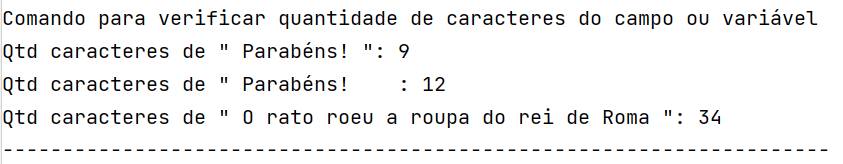 Comando para verificar quantidade de caracteres do campo ou variável
Qtd caracteres de " Parabéns! ": 9
Qtd caracteres de " Parabéns!    : 12
Qtd caracteres de " O rato roeu a roupa do rei de Roma ": 34
---------------------------------------------------------------------